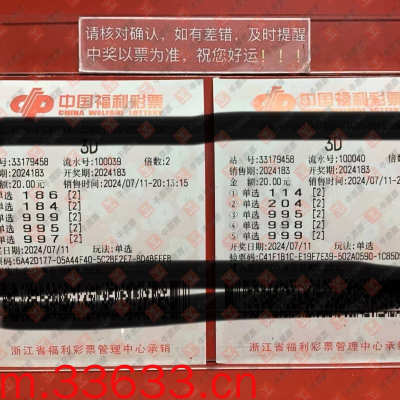 请核对确认，如有差错，及时提醒
中奖以票为准，祝您好运！！！
中国福利彩票
CHINA WELFARE LOTTERY
3D
号:33179458 流水号:100039 倍数:2
:2024183 开奖期:2024183
额:20.00元 销售时间:2024/07/11-20:13:15
单选 186 [2]
单选 184 [2]
单选 999 [2]
单选 995 [2]
单选 997 [2]
开奖日期:2024/07/11 玩法:单选
中国福利彩票
CHINA WELFARE LOTTERY
3D
站 号:33179458 流水号:100040 倍数:2
期:2024183 开奖期:2024183
金 额:20.00元 销售时间:2024/07/11-20
① 单选 114 [2]
② 单选 204 [2]
③ 单选 995 [2]
④ 单选 998 [2]
⑤ 单选 999 [2]
开奖日期:2024/07/11 玩法:单选
浙江省福利彩票管理中心承销
浙江省福利彩票管理中心承销
m.33633.cn